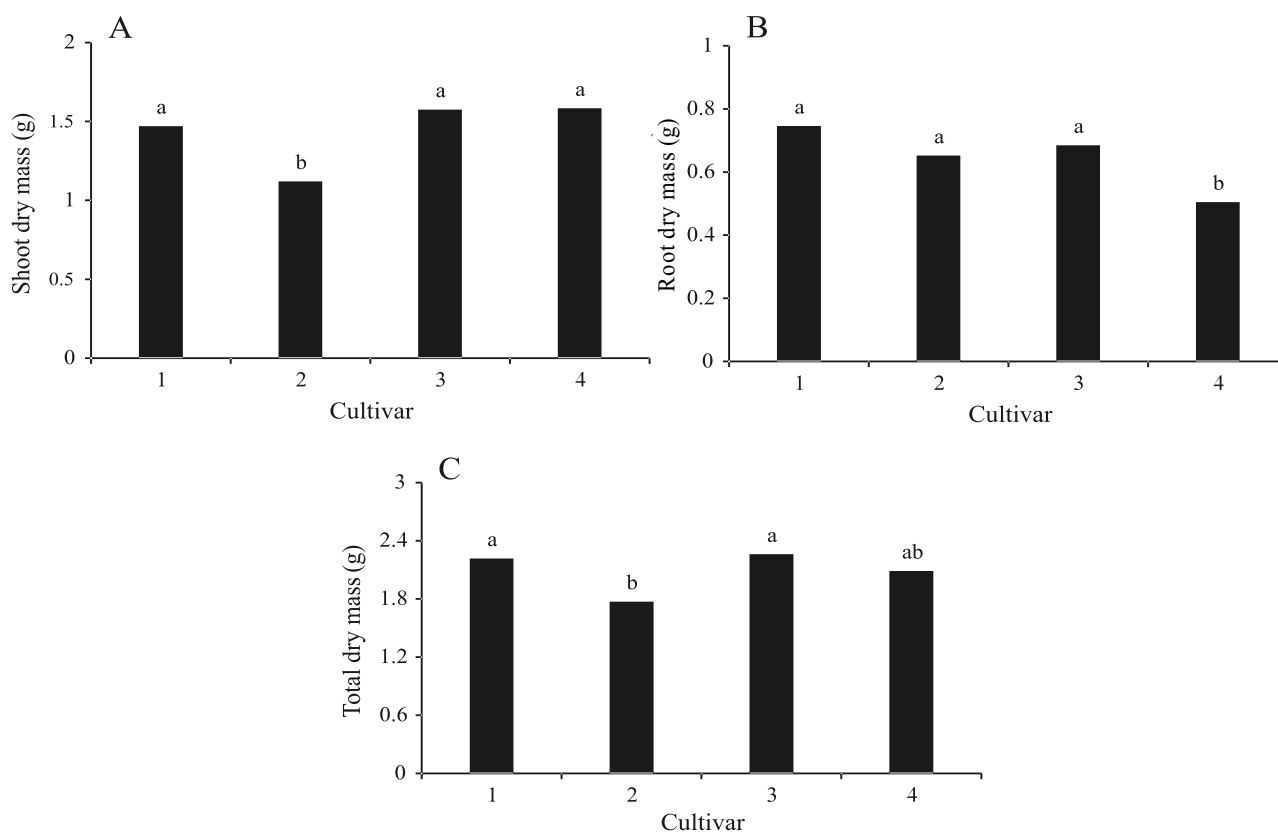 A
Shoot dry mass (g)
2
1.5
1
0.5
0
a
b
a
a
1
2
3
4
Cultivar
B
Root dry mass (g)
1
0.8
0.6
0.4
0.2
0
a
a
a
b
1
2
3
4
Cultivar
C
Total dry mass (g)
3
2.4
1.8
1.2
0.6
0
a
b
a
ab
1
2
3
4
Cultivar